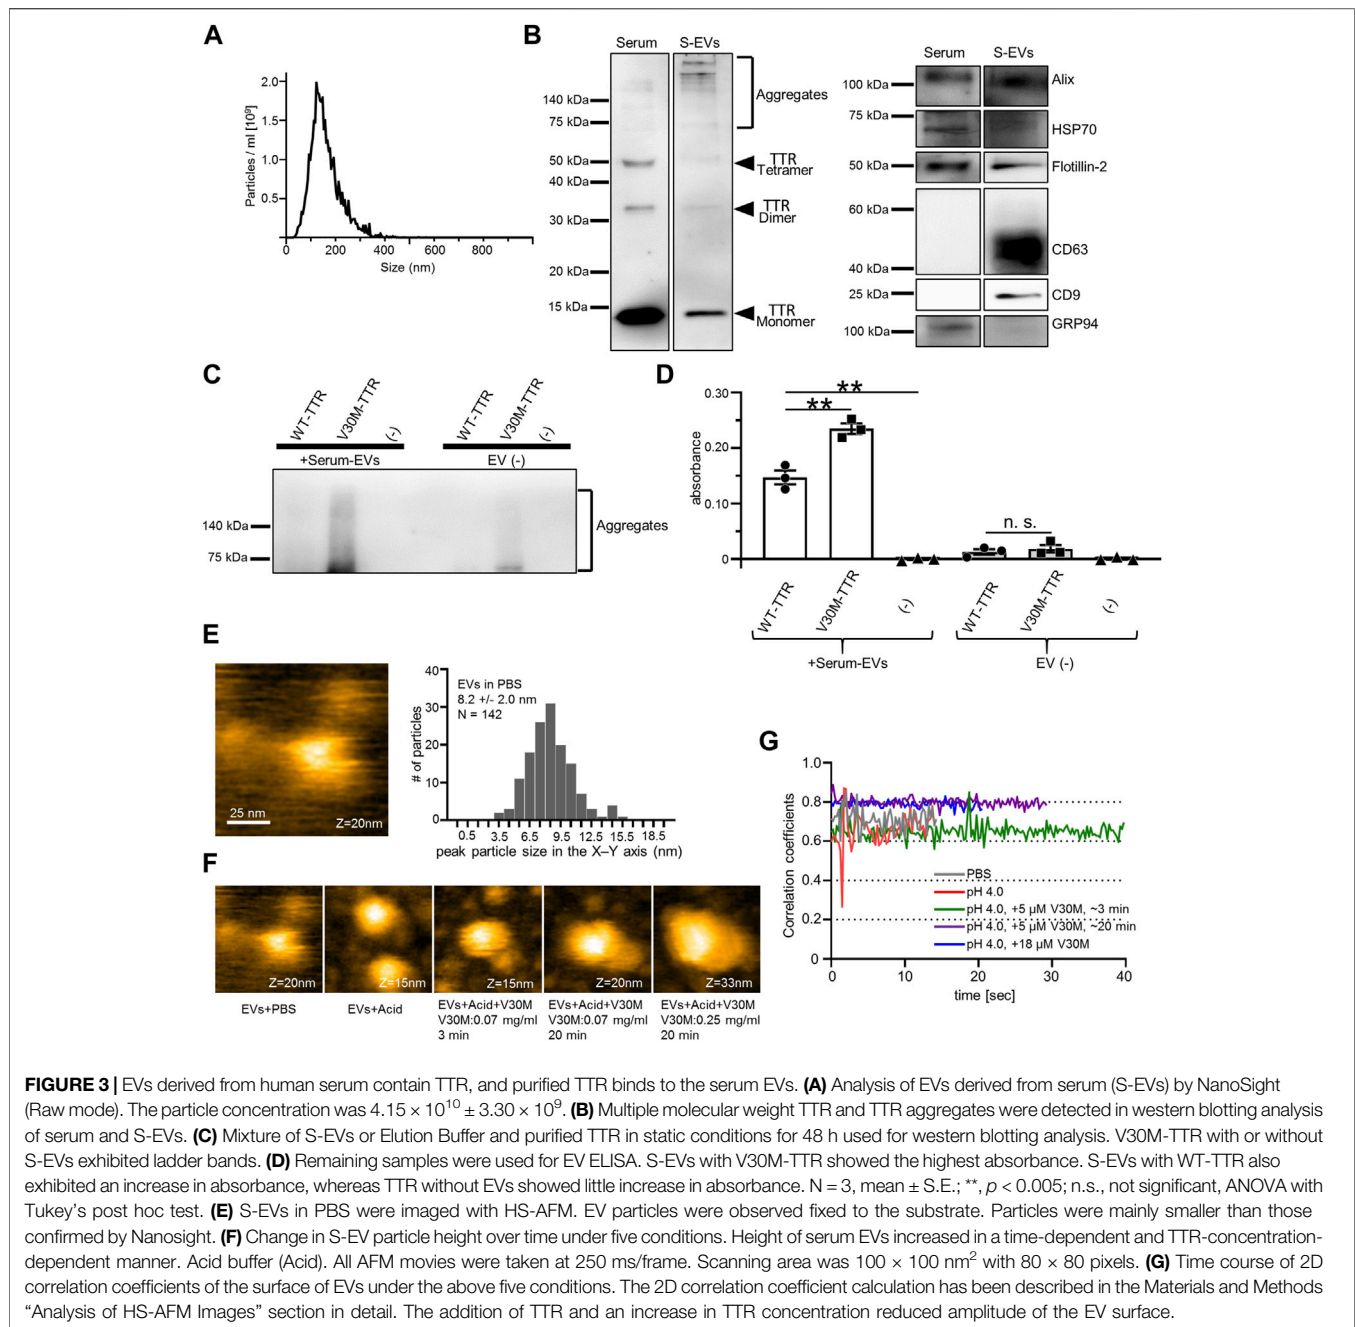 A
2.0
1.5
1.0
0.5
Particles / ml [10⁹]
0 200 400 600 800
Size (nm)
B
Serum S-EVs
140 kDa
75 kDa
50 kDa
40 kDa
30 kDa
20 kDa
15 kDa
Aggregates
TTR
Tetramer
TTR
Dimer
TTR
Monomer
Serum S-EVs
100 kDa
Alix
75 kDa
HSP70
50 kDa
Flotillin-2
60 kDa
CD63
40 kDa
25 kDa
CD9
GRP94
100 kDa
C
WT-TTR V30M-TTR (-) WT-TTR V30M-TTR (-)
+Serum-EVs EV (-)
140 kDa
75 kDa
Aggregates
D
absorbance
0.30
0.20
0.10
0
**
**
n. s.
WT-TTR V30M-TTR (-) WT-TTR V30M-TTR (-)
+Serum-EVs EV (-)
E
25 nm
Z=20nm
# of particles
40
30
20
10
0
EVs in PBS
8.2 +/- 2.0 nm
N = 142
0.5 3.5 6.5 9.5 12.5 15.5 18.5
peak particle size in the X–Y axis (nm)
F
Z=20nm Z=15nm Z=15nm Z=20nm Z=33nm
EVs+PBS
EVs+Acid
EVs+Acid+V30M
V30M:0.07 mg/ml
3 min
EVs+Acid+V30M
V30M:0.07 mg/ml
20 min
EVs+Acid+V30M
V30M:0.25 mg/ml
20 min
G
Correlation coefficients
1.0
0.8
0.6
0.4
0.2
0
PBS
pH 4.0
pH 4.0, +5 µM V30M, ~3 min
pH 4.0, +5 µM V30M, ~20 min
pH 4.0, +18 µM V30M
0 10 20 30 40
time [sec]
FIGURE 3 | EVs derived from human serum contain TTR, and purified TTR binds to the serum EVs. (A) Analysis of EVs derived from serum (S-EVs) by NanoSight
(Raw mode). The particle concentration was 4.15 × 10¹⁰ ± 3.30 × 10⁹. (B) Multiple molecular weight TTR and TTR aggregates were detected in western blotting analysis
of serum and S-EVs. (C) Mixture of S-EVs or Elution Buffer and purified TTR in static conditions for 48 h used for western blotting analysis. V30M-TTR with or without
S-EVs exhibited ladder bands. (D) Remaining samples were used for EV ELISA. S-EVs with V30M-TTR showed the highest absorbance. S-EVs with WT-TTR also
exhibited an increase in absorbance, whereas TTR without EVs showed little increase in absorbance. N = 3, mean ± S.E.; **, p < 0.005; n.s., not significant, ANOVA with
Tukey's post hoc test. (E) S-EVs in PBS were imaged with HS-AFM. EV particles were observed fixed to the substrate. Particles were mainly smaller than those
confirmed by Nanosight. (F) Change in S-EV particle height over time under five conditions. Height of serum EVs increased in a time-dependent and TTR-concentration-
dependent manner. Acid buffer (Acid). All AFM movies were taken at 250 ms/frame. Scanning area was 100 × 100 nm² with 80 × 80 pixels. (G) Time course of 2D
correlation coefficients of the surface of EVs under the above five conditions. The 2D correlation coefficient calculation has been described in the Materials and Methods
“Analysis of HS-AFM Images” section in detail. The addition of TTR and an increase in TTR concentration reduced amplitude of the EV surface.